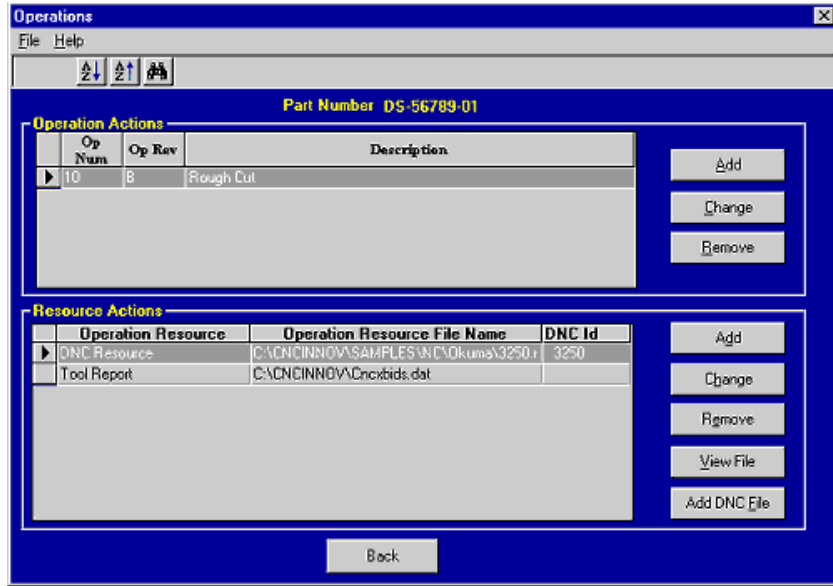 Operations
File Help
Part Number DS-56789-01
Operation Actions
Op Num Op Rev Description
10 B Rough Cut
Add
Change
Remove
Resource Actions
Operation Resource Operation Resource File Name DNC Id
DNC Resource C:\CNCINNOV\SAMPLES\NC\Okuma\3250.r 3250
Tool Report C:\CNCINNOV\Cncxbids.dat
Add
Change
Remove
View File
Add DNC File
Back